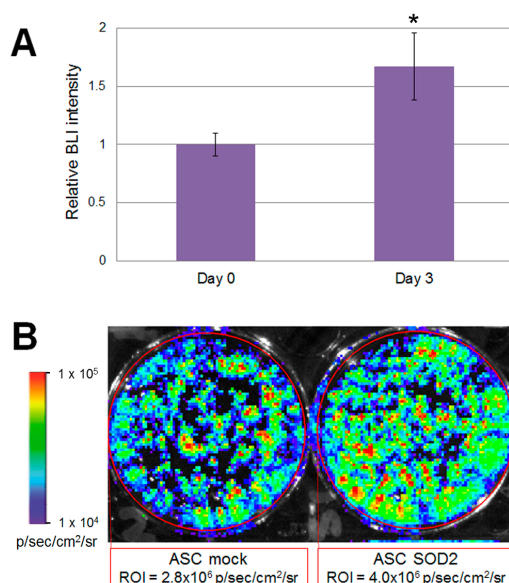 A
Relative BLI intensity
2
1.5
1
0.5
0
*
Day 0
Day 3
B
1 x 10⁵
1 x 10⁴
p/sec/cm²/sr
ASC mock
ROI = 2.8x10⁶ p/sec/cm²/sr
ASC SOD2
ROI = 4.0x10⁶ p/sec/cm²/sr